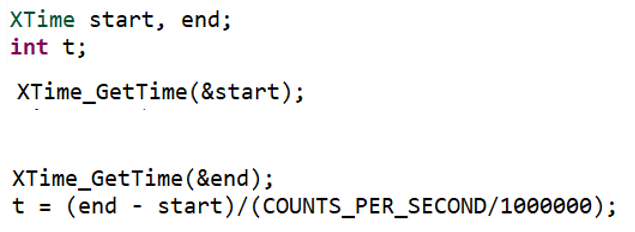 XTime start, end;
int t;
XTime_GetTime(&start);
XTime_GetTime(&end);
t = (end - start)/(COUNTS_PER_SECOND/1000000);